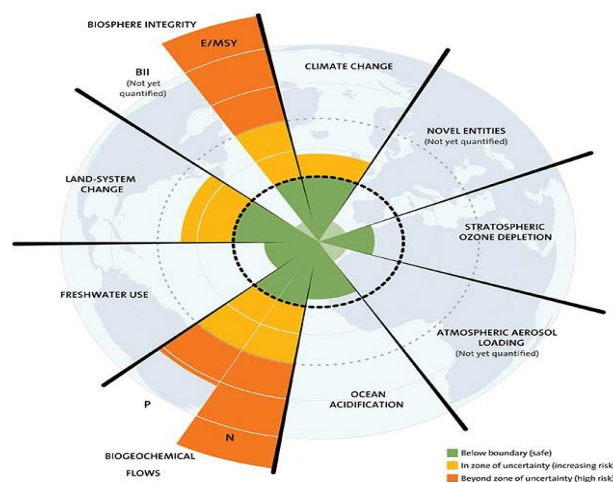 BIOSPHERE INTEGRITY
E/MSY
BII
(Not yet
quantified)
CLIMATE CHANGE
NOVEL ENTITIES
(Not yet quantified)
LAND-SYSTEM
CHANGE
STRATOSPHERIC
OZONE DEPLETION
FRESHWATER USE
ATMOSPHERIC AEROSOL
LOADING
(Not yet quantified)
OCEAN
ACIDIFICATION
P
N
BIOGEOCHEMICAL
FLOWS
Below boundary (safe)
In zone of uncertainty (increasing risk)
Beyond zone of uncertainty (high risk)